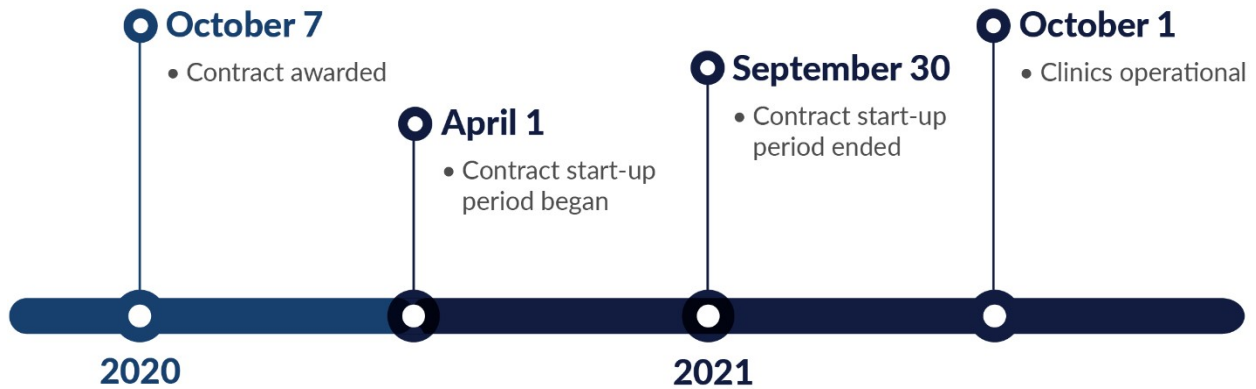 October 7
• Contract awarded
April 1
• Contract start-up
period began
September 30
• Contract start-up
period ended
October 1
• Clinics operational
2020
2021